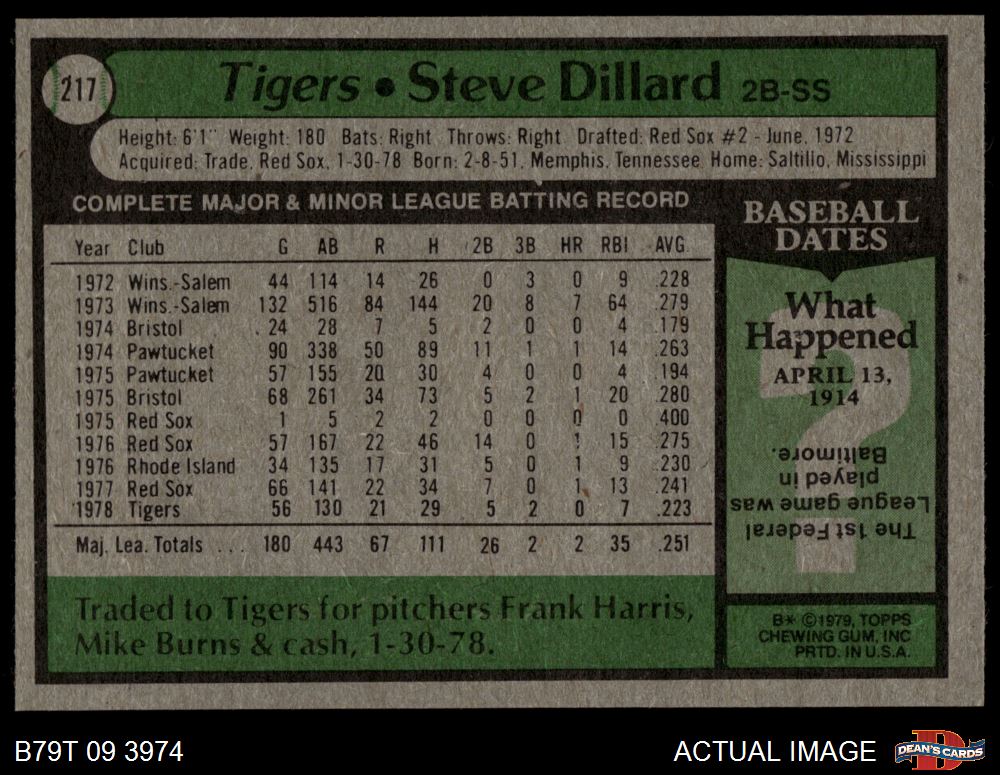 217
Tigers • Steve Dillard 2B-SS
Height: 6'1" Weight: 180 Bats: Right Throws: Right Drafted: Red Sox #2 - June, 1972
Acquired: Trade, Red Sox, 1-30-78 Born: 2-8-51, Memphis, Tennessee Home: Saltillo, Mississippi
COMPLETE MAJOR & MINOR LEAGUE BATTING RECORD
Year Club G AB R H 2B 3B HR RBI AVG.
1972 Wins.-Salem 44 114 14 26 0 3 0 9 .228
1973 Wins.-Salem 132 516 84 144 20 8 7 64 .279
1974 Bristol 24 28 7 5 2 0 0 4 .179
1974 Pawtucket 90 338 50 89 11 1 1 14 .263
1975 Pawtucket 57 155 20 30 4 0 0 4 .194
1975 Bristol 68 261 34 73 5 2 1 20 .280
1975 Red Sox 1 5 2 2 0 0 0 0 .400
1976 Red Sox 57 167 22 46 14 0 1 15 .275
1976 Rhode Island 34 135 17 31 5 0 1 9 .230
1977 Red Sox 66 141 22 34 7 0 1 13 .241
1978 Tigers 56 130 21 29 5 2 0 7 .223
Maj. Lea. Totals ... 180 443 67 111 26 2 2 35 .251
Traded to Tigers for pitchers Frank Harris,
Mike Burns & cash, 1-30-78.
BASEBALL
DATES
What
Happened
APRIL 13,
1914
?
The 1st Federal
League game was
played in
Baltimore.
B* ©1979, TOPPS
CHEWING GUM, INC
PRTD. IN U.S.A.
B79T 09 3974
ACTUAL IMAGE
D
DEAN'S CARDS